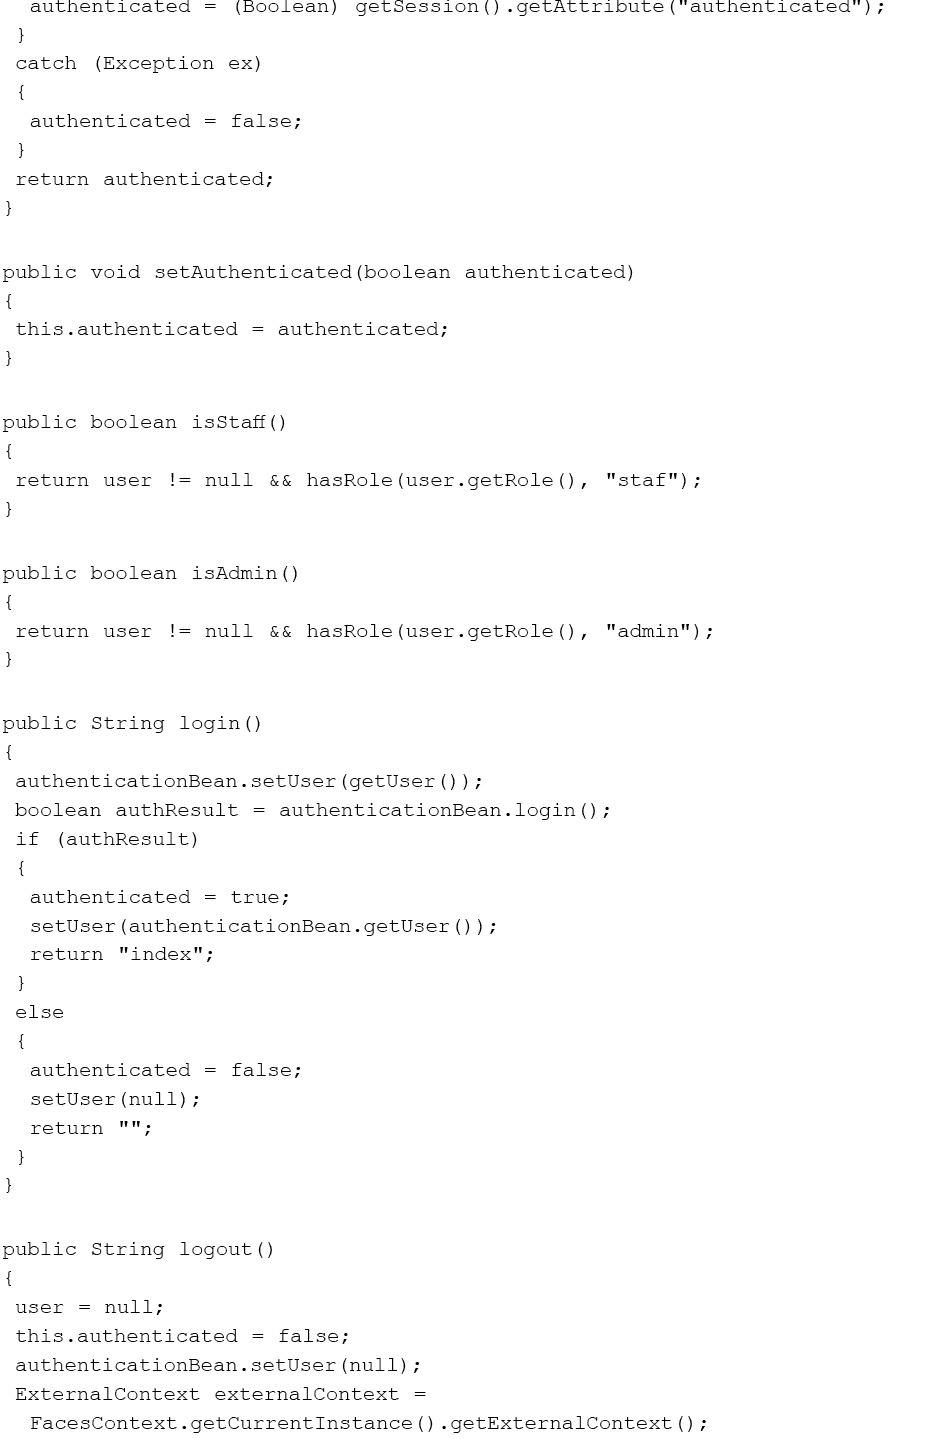 authenticated = (Boolean) getSession().getAttribute("authenticated");
}
catch (Exception ex)
{
authenticated = false;
}
return authenticated;
}
public void setAuthenticated(boolean authenticated)
{
this.authenticated = authenticated;
}
public boolean isStaff()
{
return user != null && hasRole(user.getRole(), "staf");
}
public boolean isAdmin()
{
return user != null && hasRole(user.getRole(), "admin");
}
public String login()
{
authenticationBean.setUser(getUser());
boolean authResult = authenticationBean.login();
if (authResult)
{
authenticated = true;
setUser(authenticationBean.getUser());
return "index";
}
else
{
authenticated = false;
setUser(null);
return "";
}
}
public String logout()
{
user = null;
this.authenticated = false;
authenticationBean.setUser(null);
ExternalContext externalContext =
FacesContext.getCurrentInstance().getExternalContext();